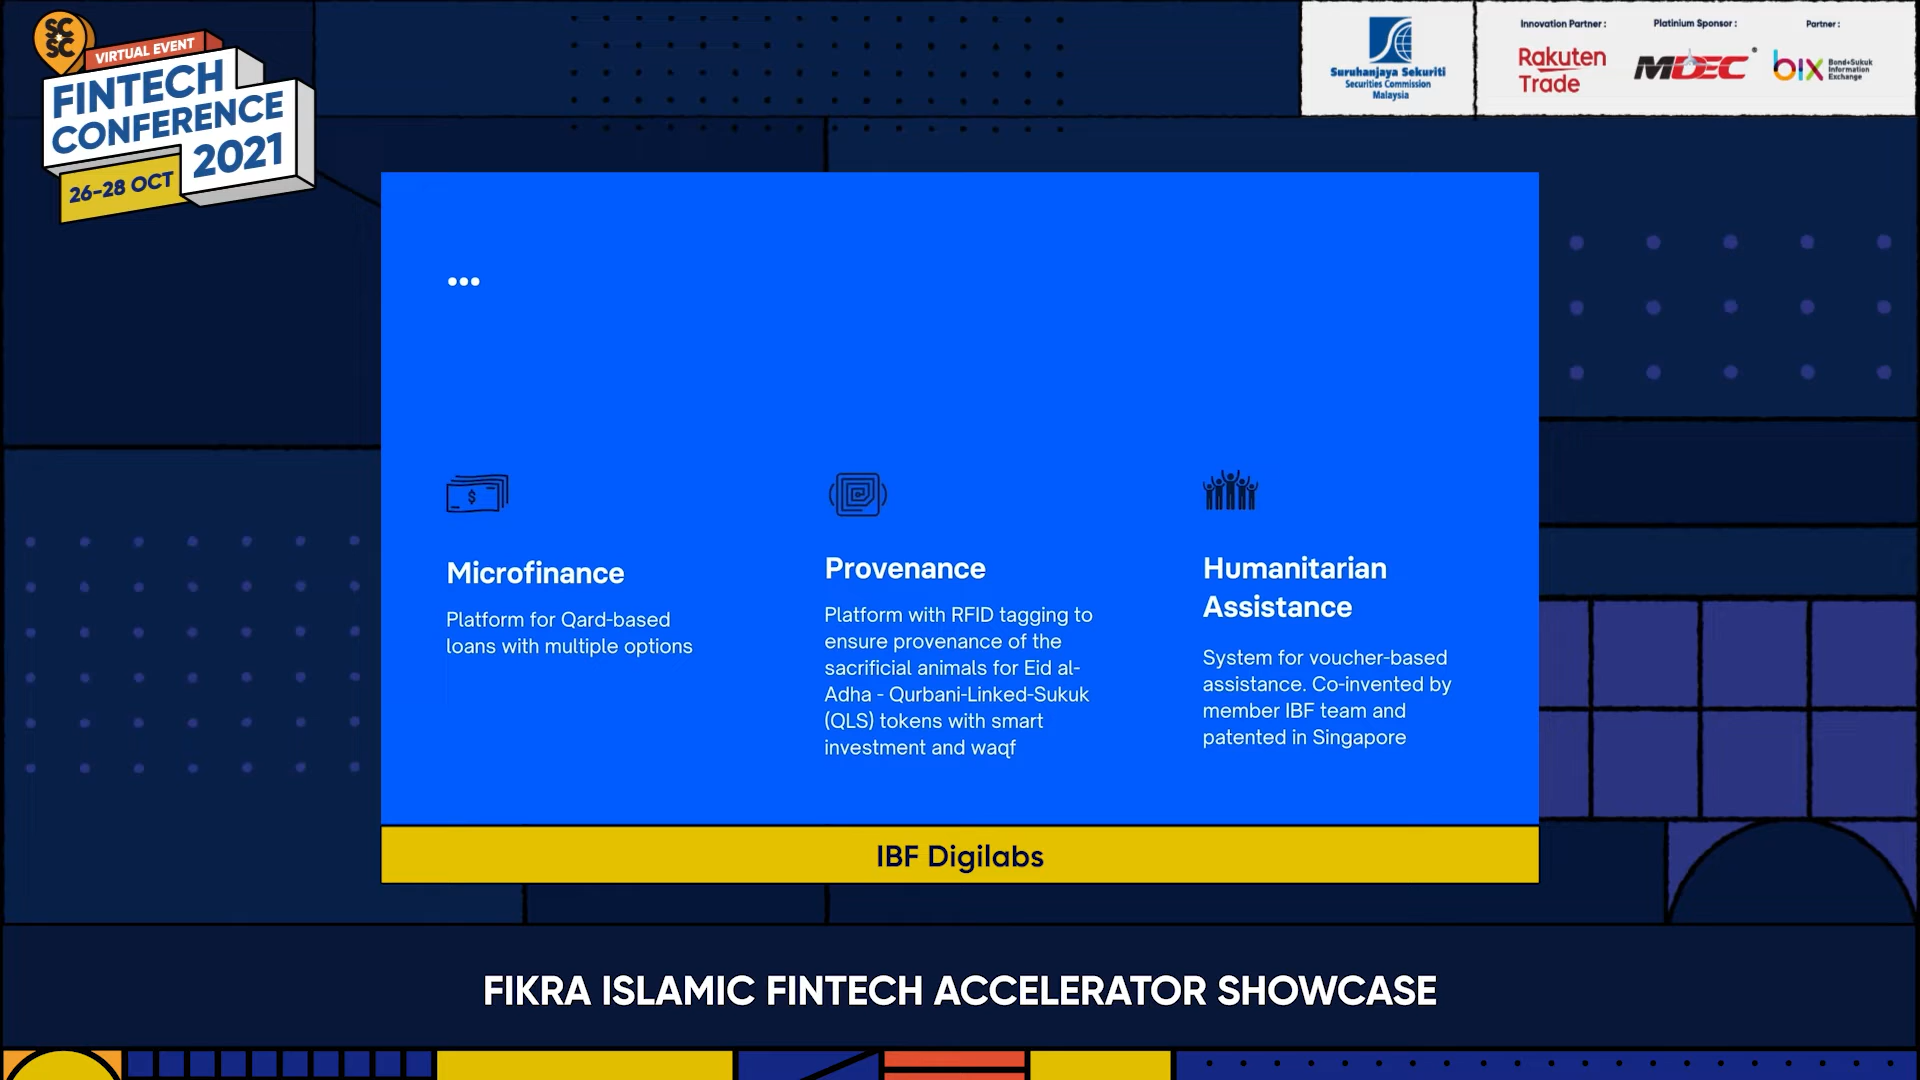 SC
SC
VIRTUAL EVENT
FINTECH
CONFERENCE
2021
26-28 OCT
Suruhanjaya Sekuriti
Securities Commission
Malaysia
Innovation Partner :
Rakuten
Trade
Platinium Sponsor :
MDEC
Partner :
bix
Bond+Sukuk
Information
Exchange
•••
$
Microfinance
Platform for Qard-based
loans with multiple options
Provenance
Platform with RFID tagging to
ensure provenance of the
sacrificial animals for Eid al-
Adha - Qurbani-Linked-Sukuk
(QLS) tokens with smart
investment and waqf
Humanitarian
Assistance
System for voucher-based
assistance. Co-invented by
member IBF team and
patented in Singapore
IBF Digilabs
FIKRA ISLAMIC FINTECH ACCELERATOR SHOWCASE